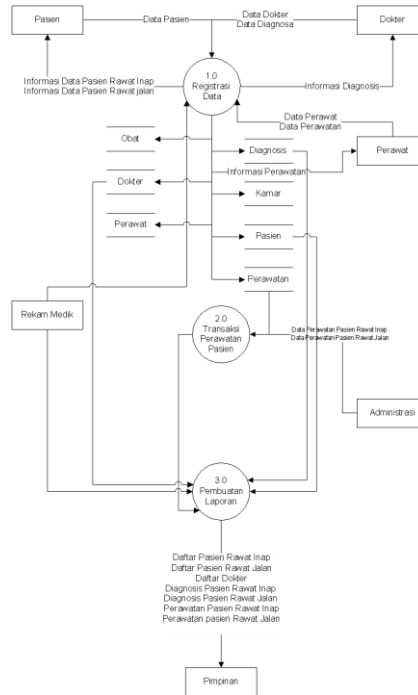 Pasien
Data Pasien
Data Dokter
Data Diagnosa
Dokter
Informasi Data Pasien Rawat Inap
Informasi Data Pasien Rawat jalan
1.0
Registrasi
Data
Informasi Diagnosis
Data Perawat
Data Perawatan
Obat
Diagnosis
Perawat
Informasi Perawatan
Dokter
Kamar
Perawat
Pasien
Perawatan
Rekam Medik
2.0
Transaksi
Perawatan
Pasien
Data Perawatan Pasien Rawat Inap
Data Perawatan Pasien Rawat Jalan
Administrasi
3.0
Pembuatan
Laporan
Daftar Pasien Rawat Inap
Daftar Pasien Rawat Jalan
Daftar Dokter
Diagnosis Pasien Rawat Inap
Diagnosis Pasien Rawat Jalan
Perawatan Pasien Rawat Inap
Perawatan pasien Rawat Jalan
Pimpinan